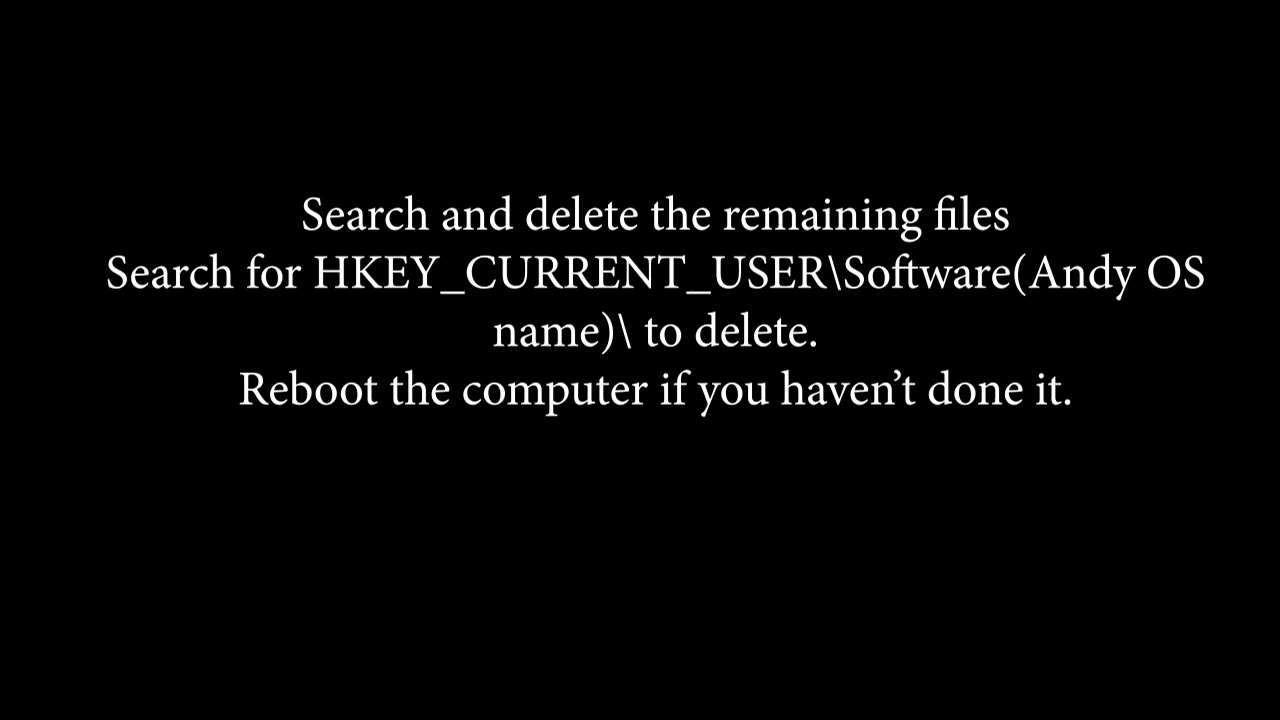 Search and delete the remaining files
Search for HKEY_CURRENT_USER\Software(Andy OS
name)\ to delete.
Reboot the computer if you haven’t done it.